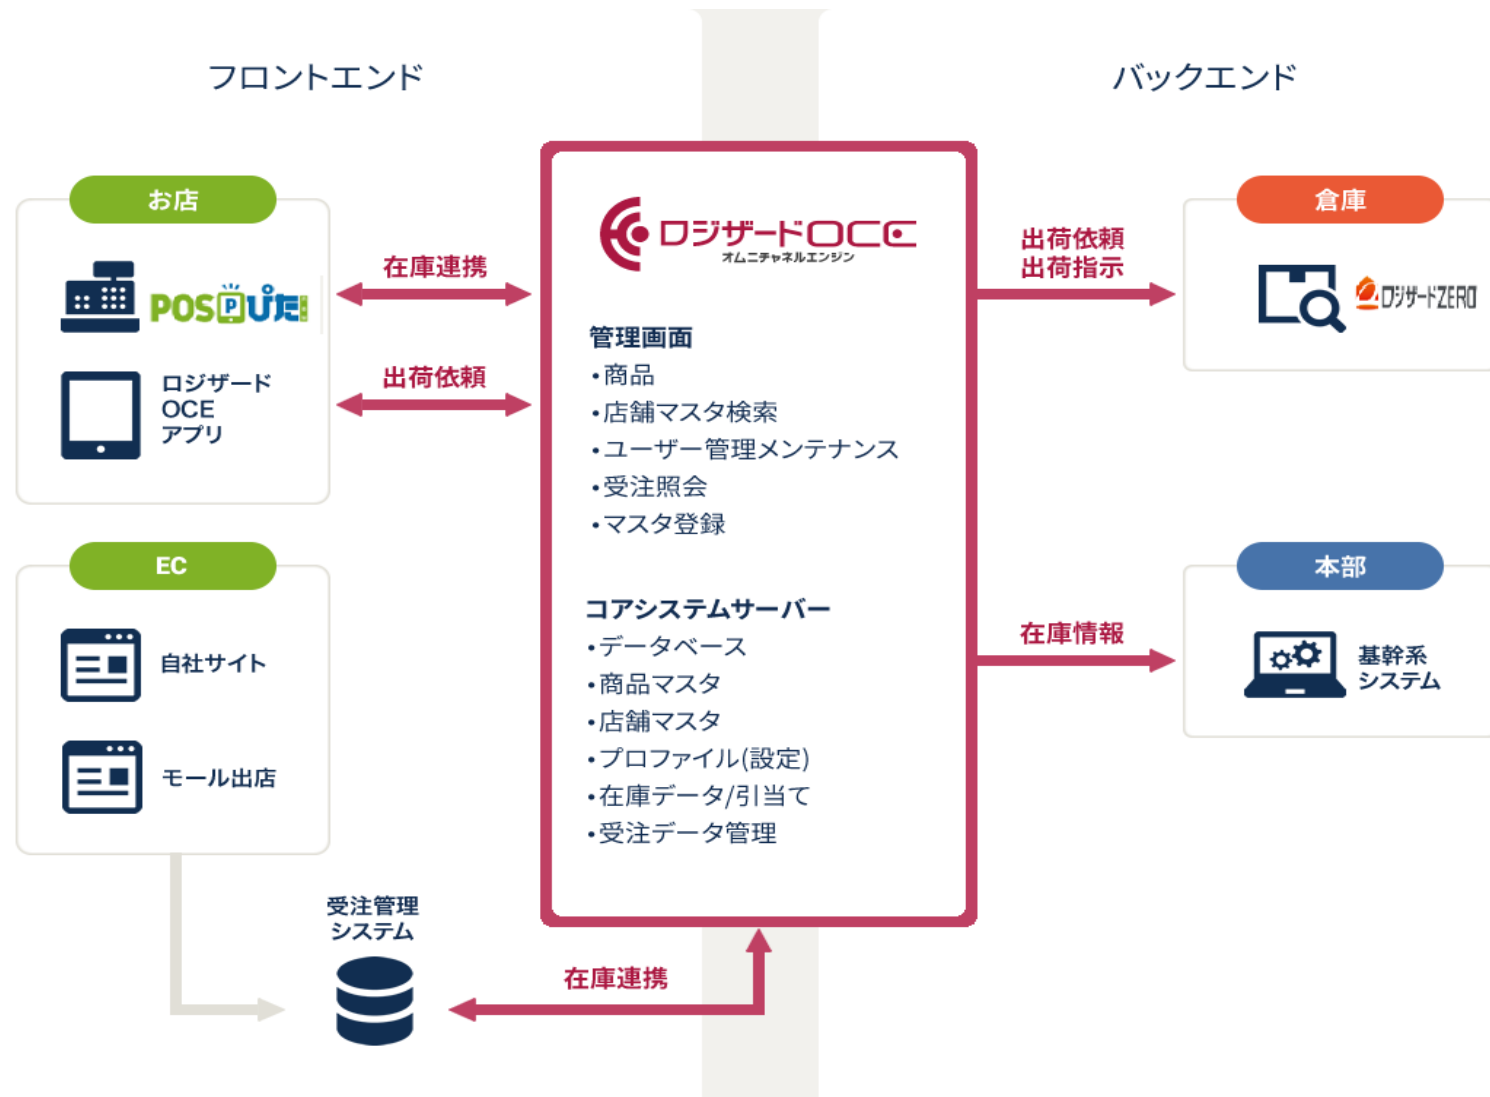 フロントエンド
バックエンド
お店
POSぴた
ロジザード
OCE
アプリ
在庫連携
出荷依頼
EC
自社サイト
モール出店
受注管理
システム
在庫連携
ロジザードOCE
オムニチャネルエンジン
管理画面
・商品
・店舗マスタ検索
・ユーザー管理メンテナンス
・受注照会
・マスタ登録
コアシステムサーバー
・データベース
・商品マスタ
・店舗マスタ
・プロファイル(設定)
・在庫データ/引当て
・受注データ管理
出荷依頼
出荷指示
倉庫
ロジザードZERO
在庫情報
本部
基幹系
システム